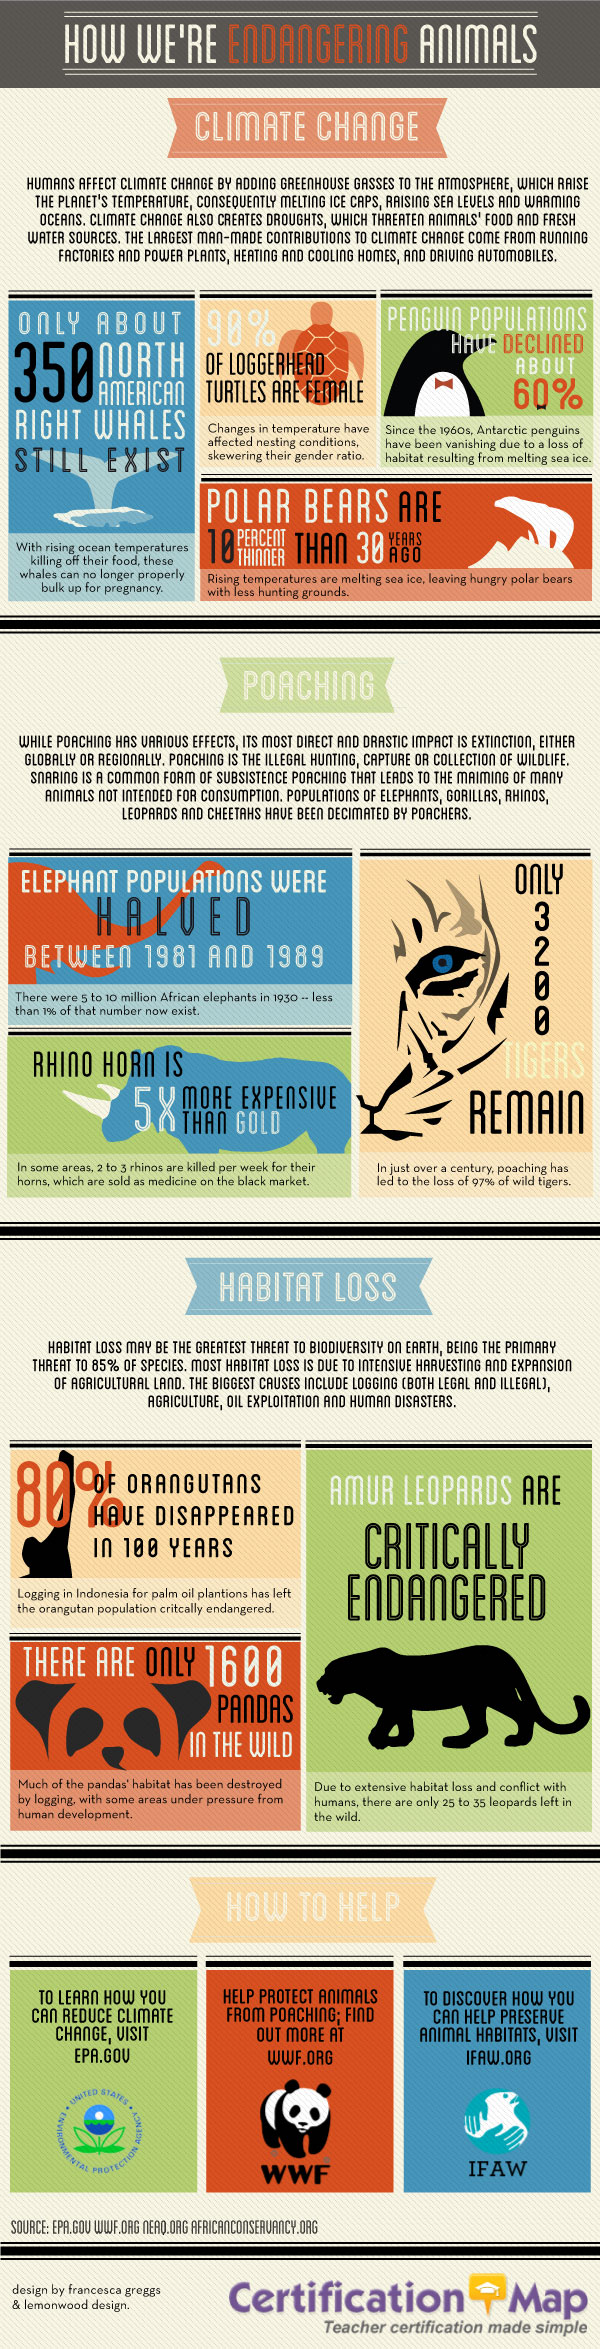 HOW WE'RE ENDANGERING ANIMALS
CLIMATE CHANGE
HUMANS AFFECT CLIMATE CHANGE BY ADDING GREENHOUSE GASSES TO THE ATMOSPHERE, WHICH RAISE
THE PLANET'S TEMPERATURE, CONSEQUENTLY MELTING ICE CAPS, RAISING SEA LEVELS AND WARMING
OCEANS. CLIMATE CHANGE ALSO CREATES DROUGHTS, WHICH THREATEN ANIMALS' FOOD AND FRESH
WATER SOURCES. THE LARGEST MAN-MADE CONTRIBUTIONS TO CLIMATE CHANGE COME FROM RUNNING
FACTORIES AND POWER PLANTS, HEATING AND COOLING HOMES, AND DRIVING AUTOMOBILES.
ONLY ABOUT
350 NORTH
AMERICAN
RIGHT WHALES
STILL EXIST
With rising ocean temperatures
killing off their food, these
whales can no longer properly
bulk up for pregnancy.
90%
OF LOGGERHERD
TURTLES ARE FEMALE
Changes in temperature have
affected nesting conditions,
skewering their gender ratio.
PENGUIN POPULATIONS
HAVE DECLINED
ABOUT
60%
Since the 1960s, Antarctic penguins
have been vanishing due to a loss of
habitat resulting from melting sea ice.
POLAR BEARS ARE
10 PERCENT THINNER THAN 30 YEARS AGO
Rising temperatures are melting sea ice, leaving hungry polar bears
with less hunting grounds.
POACHING
WHILE POACHING HAS VARIOUS EFFECTS, ITS MOST DIRECT AND DRASTIC IMPACT IS EXTINCTION, EITHER
GLOBALLY OR REGIONALLY. POACHING IS THE ILLEGAL HUNTING, CAPTURE OR COLLECTION OF WILDLIFE.
SNARING IS A COMMON FORM OF SUBSISTENCE POACHING THAT LEADS TO THE MAIMING OF MANY
ANIMALS NOT INTENDED FOR CONSUMPTION. POPULATIONS OF ELEPHANTS, GORILLAS, RHINOS,
LEOPARDS AND CHEETAHS HAVE BEEN DECIMATED BY POACHERS.
ELEPHANT POPULATIONS WERE
HALVED
BETWEEN 1981 AND 1989
There were 5 to 10 million African elephants in 1930 -- less
than 1% of that number now exist.
RHINO HORN IS
5X MORE EXPENSIVE
THAN GOLD
In some areas, 2 to 3 rhinos are killed per week for their
horns, which are sold as medicine on the black market.
ONLY
3
2
0
0
TIGERS
REMAIN
In just over a century, poaching has
led to the loss of 97% of wild tigers.
HABITAT LOSS
HABITAT LOSS MAY BE THE GREATEST THREAT TO BIODIVERSITY ON EARTH, BEING THE PRIMARY
THREAT TO 85% OF SPECIES. MOST HABITAT LOSS IS DUE TO INTENSIVE HARVESTING AND EXPANSION
OF AGRICULTURAL LAND. THE BIGGEST CAUSES INCLUDE LOGGING (BOTH LEGAL AND ILLEGAL),
AGRICULTURE, OIL EXPLOITATION AND HUMAN DISASTERS.
80% OF ORANGUTANS
HAVE DISAPPEARED
IN 100 YEARS
Logging in Indonesia for palm oil plantions has left
the orangutan population critcally endangered.
THERE ARE ONLY 1600
PANDAS
IN THE WILD
Much of the pandas' habitat has been destroyed
by logging, with some areas under pressure from
human development.
AMUR LEOPARDS ARE
CRITICALLY
ENDANGERED
Due to extensive habitat loss and conflict with
humans, there are only 25 to 35 leopards left in
the wild.
HOW TO HELP
TO LEARN HOW YOU
CAN REDUCE CLIMATE
CHANGE, VISIT
EPA.GOV
UNITED STATES
ENVIRONMENTAL PROTECTION AGENCY
HELP PROTECT ANIMALS
FROM POACHING; FIND
OUT MORE AT
WWF.ORG
WWF
TO DISCOVER HOW YOU
CAN HELP PRESERVE
ANIMAL HABITATS, VISIT
IFAW.ORG
IFAW
SOURCE: EPA.GOV WWF.ORG NEAQ.ORG AFRICANCONSERVANCY.ORG
design by francesca greggs
& lemonwood design.
Certification Map
Teacher certification made simple